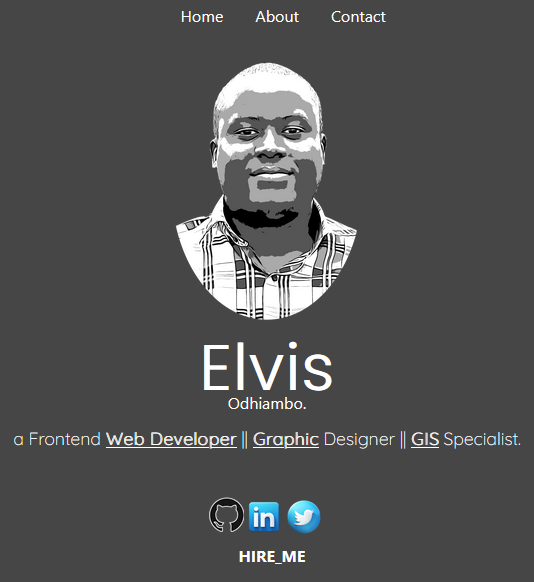 Home About Contact
Elvis
Odhiambo.
a Frontend Web Developer || Graphic Designer || GIS Specialist.
in
HIRE_ME